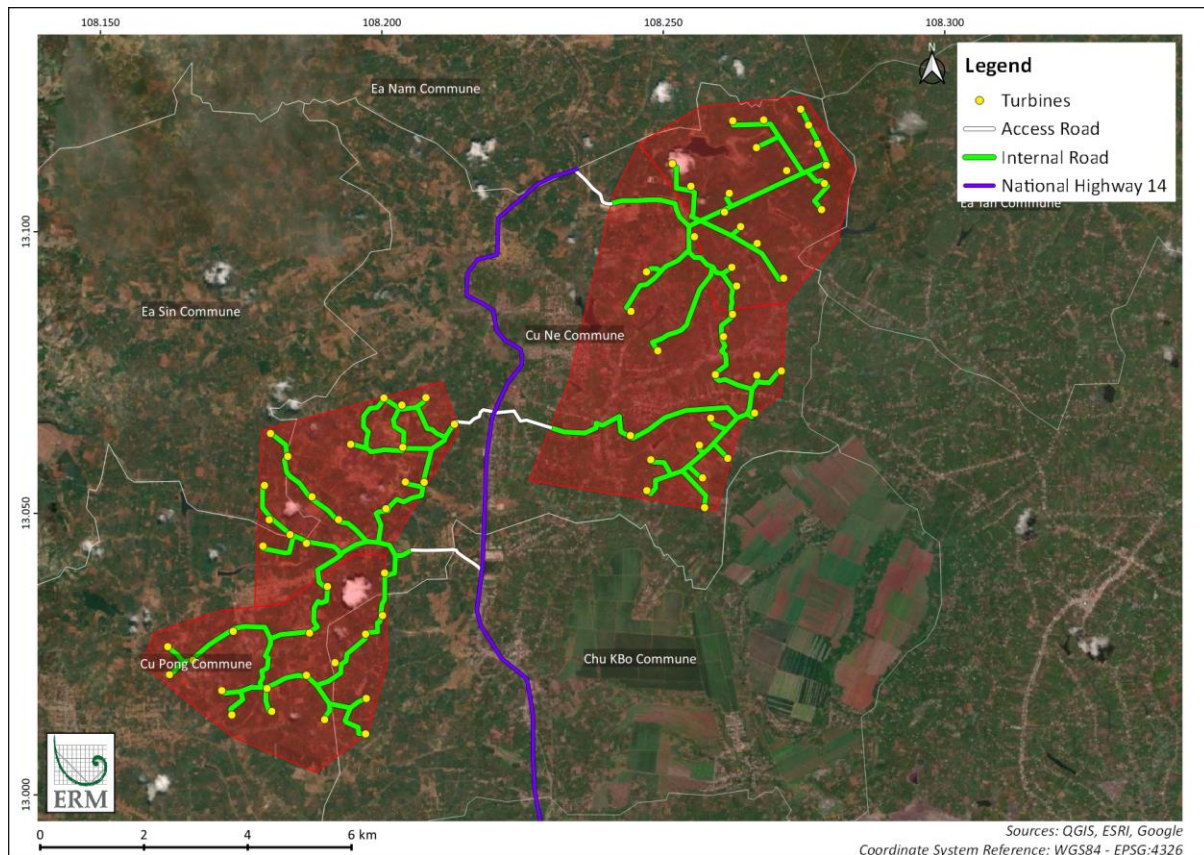 108.150
108.200
108.250
108.300
N
Legend
Turbines
Access Road
Internal Road
National Highway 14
Ea Nam Commune
13.100
Ea Tan Commune
Ea Sin Commune
Cu Ne Commune
13.050
Cu Pong Commune
Chu KBo Commune
13.000
ERM
0 2 4 6 km
Sources: QGIS, ESRI, Google
Coordinate System Reference: WGS84 - EPSG:4326